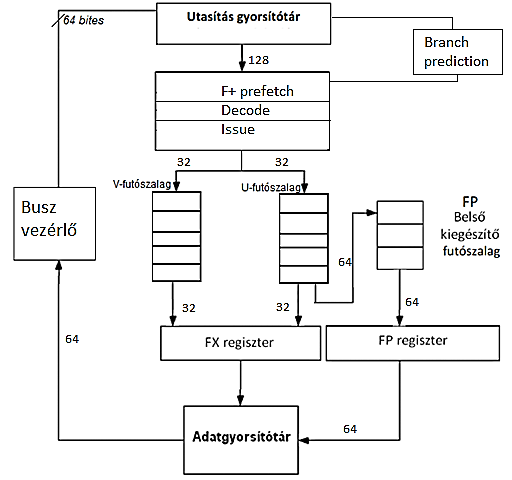 64 bites
Utasítás gyorsítótár
Branch
prediction
128
F+ prefetch
Decode
Issue
32
32
V-futószalag
U-futószalag
FP
Belső
kiegészítő
futószalag
Busz
vezérlő
64
32
32
64
FX regiszter
FP regiszter
64
64
Adatgyorsítótár